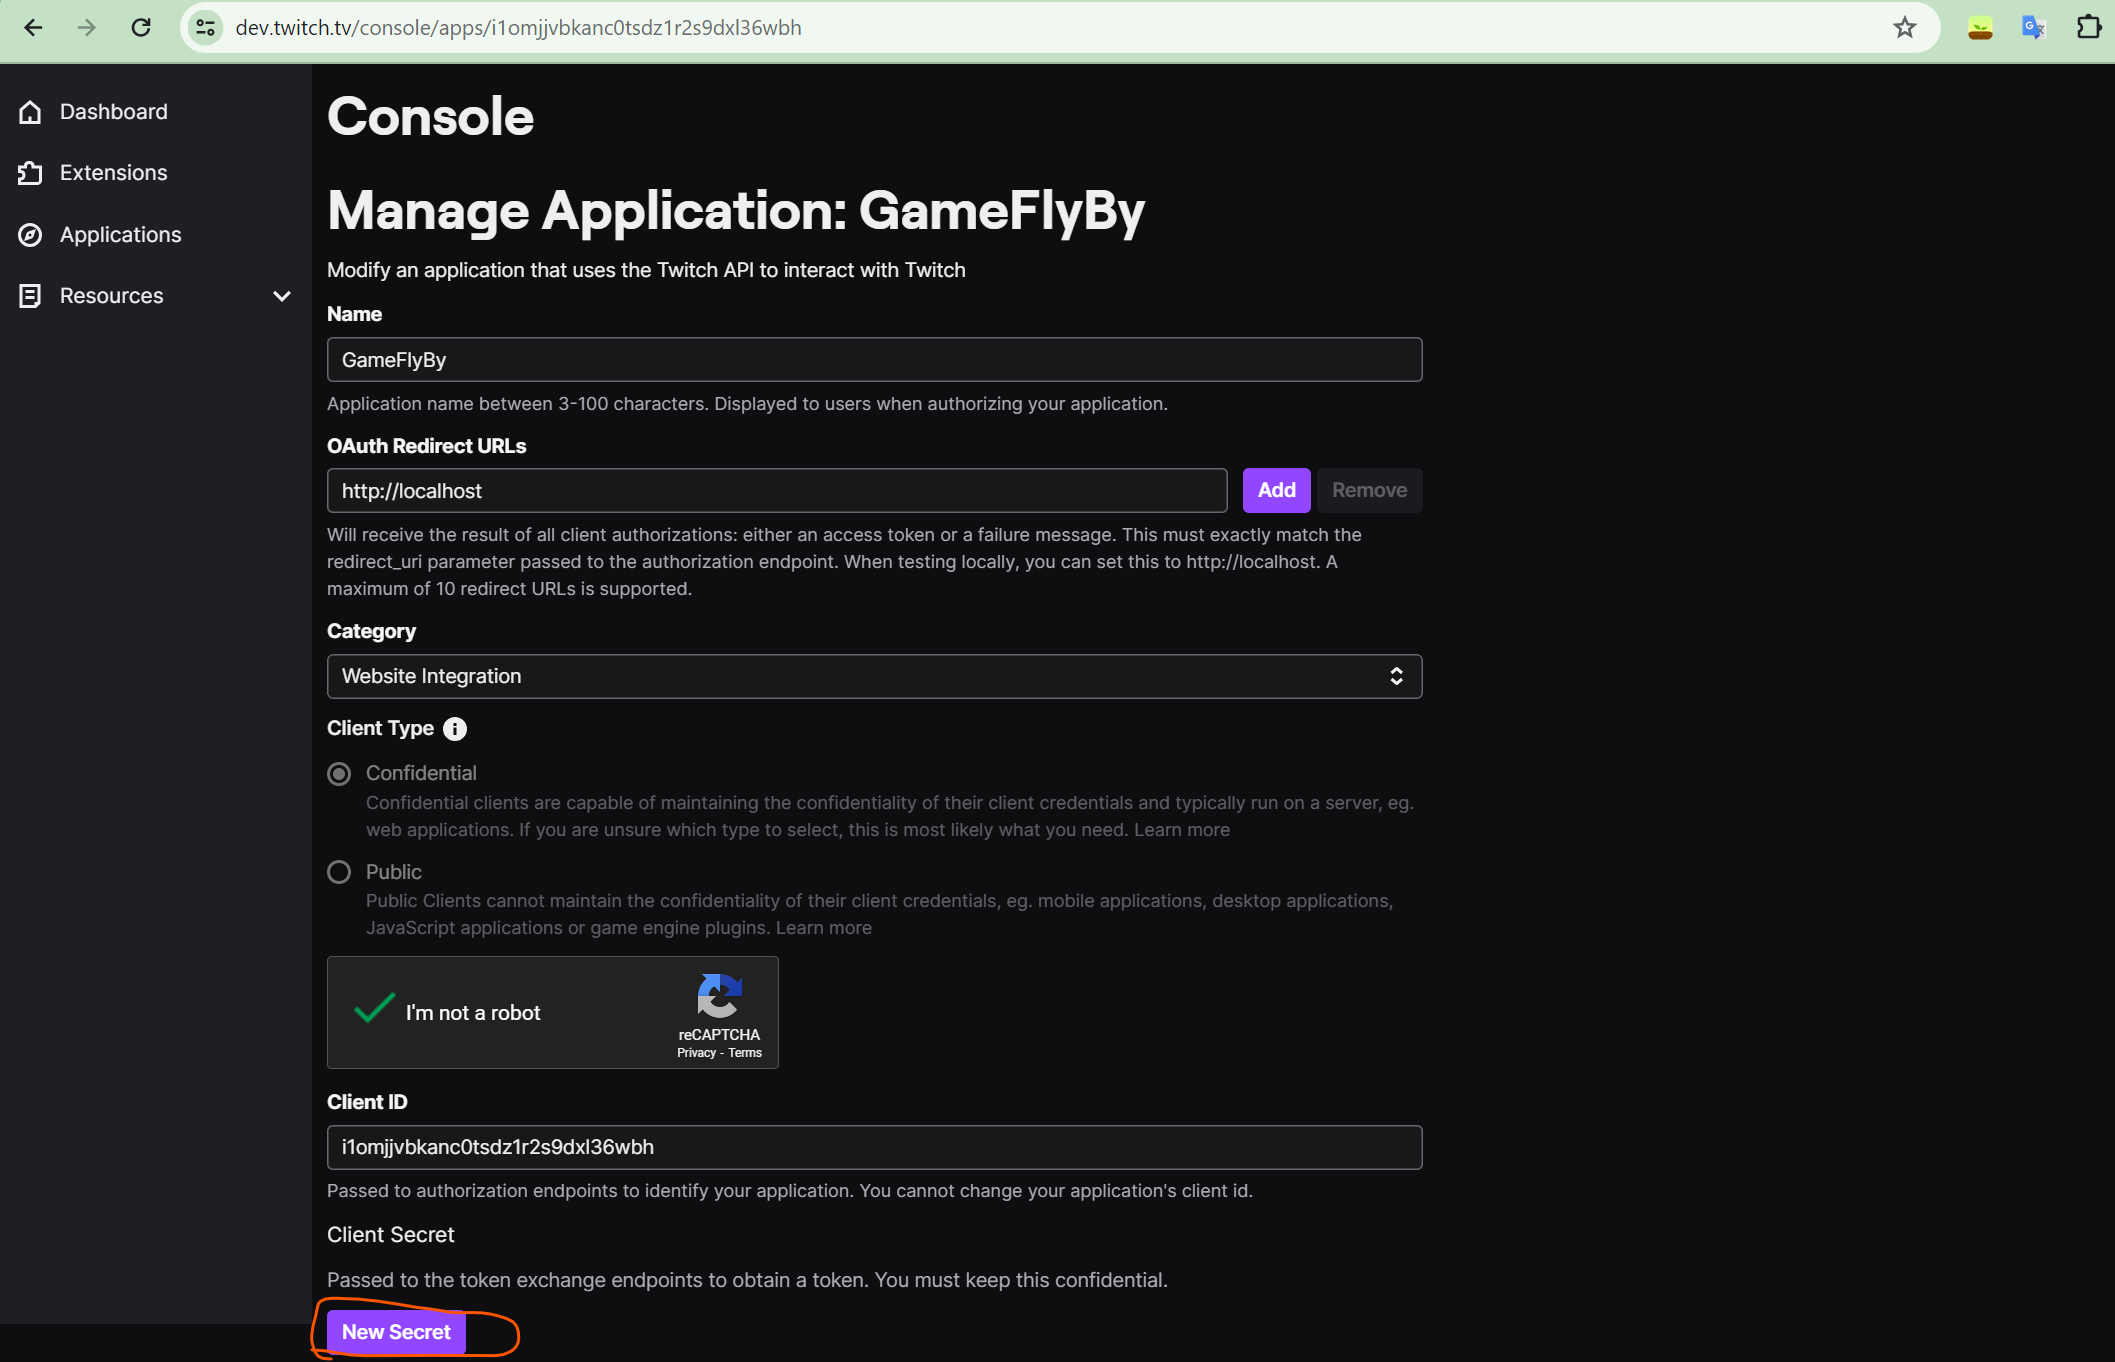 dev.twitch.tv/console/apps/i1omjjvbkanc0tsdz1r2s9dxl36wbh
Dashboard
Extensions
Applications
Resources
Console
Manage Application: GameFlyBy
Modify an application that uses the Twitch API to interact with Twitch
Name
GameFlyBy
Application name between 3-100 characters. Displayed to users when authorizing your application.
OAuth Redirect URLs
http://localhost
Add
Remove
Will receive the result of all client authorizations: either an access token or a failure message. This must exactly match the
redirect_uri parameter passed to the authorization endpoint. When testing locally, you can set this to http://localhost. A
maximum of 10 redirect URLs is supported.
Category
Website Integration
Client Type
Confidential
Confidential clients are capable of maintaining the confidentiality of their client credentials and typically run on a server, eg.
web applications. If you are unsure which type to select, this is most likely what you need. Learn more
Public
Public Clients cannot maintain the confidentiality of their client credentials, eg. mobile applications, desktop applications,
JavaScript applications or game engine plugins. Learn more
I'm not a robot
reCAPTCHA
Privacy - Terms
Client ID
i1omjjvbkanc0tsdz1r2s9dxl36wbh
Passed to authorization endpoints to identify your application. You cannot change your application's client id.
Client Secret
Passed to the token exchange endpoints to obtain a token. You must keep this confidential.
New Secret